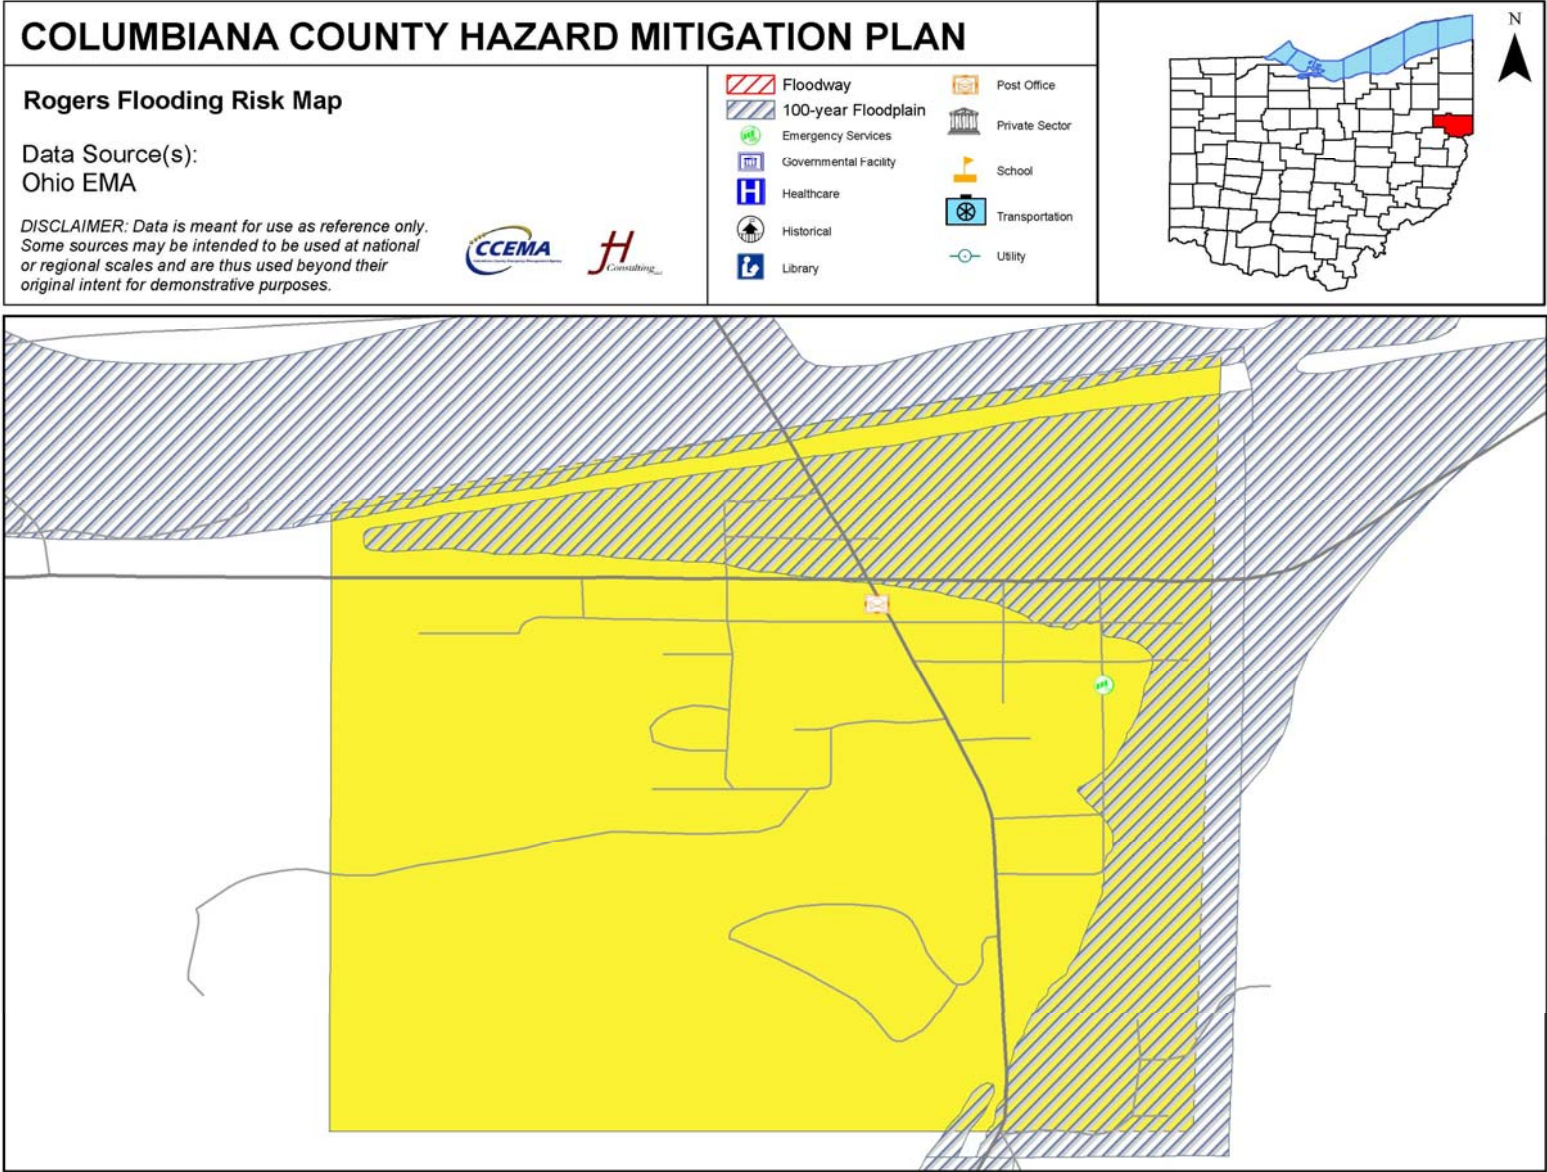 COLUMBIANA COUNTY HAZARD MITIGATION PLAN
Rogers Flooding Risk Map
Data Source(s):
Ohio EMA
DISCLAIMER: Data is meant for use as reference only.
Some sources may be intended to be used at national
or regional scales and are thus used beyond their
original intent for demonstrative purposes.
CCEMA
JH
Consulting
Floodway
100-year Floodplain
Emergency Services
Governmental Facility
H
Healthcare
Historical
Library
Post Office
Private Sector
School
Transportation
Utility
N